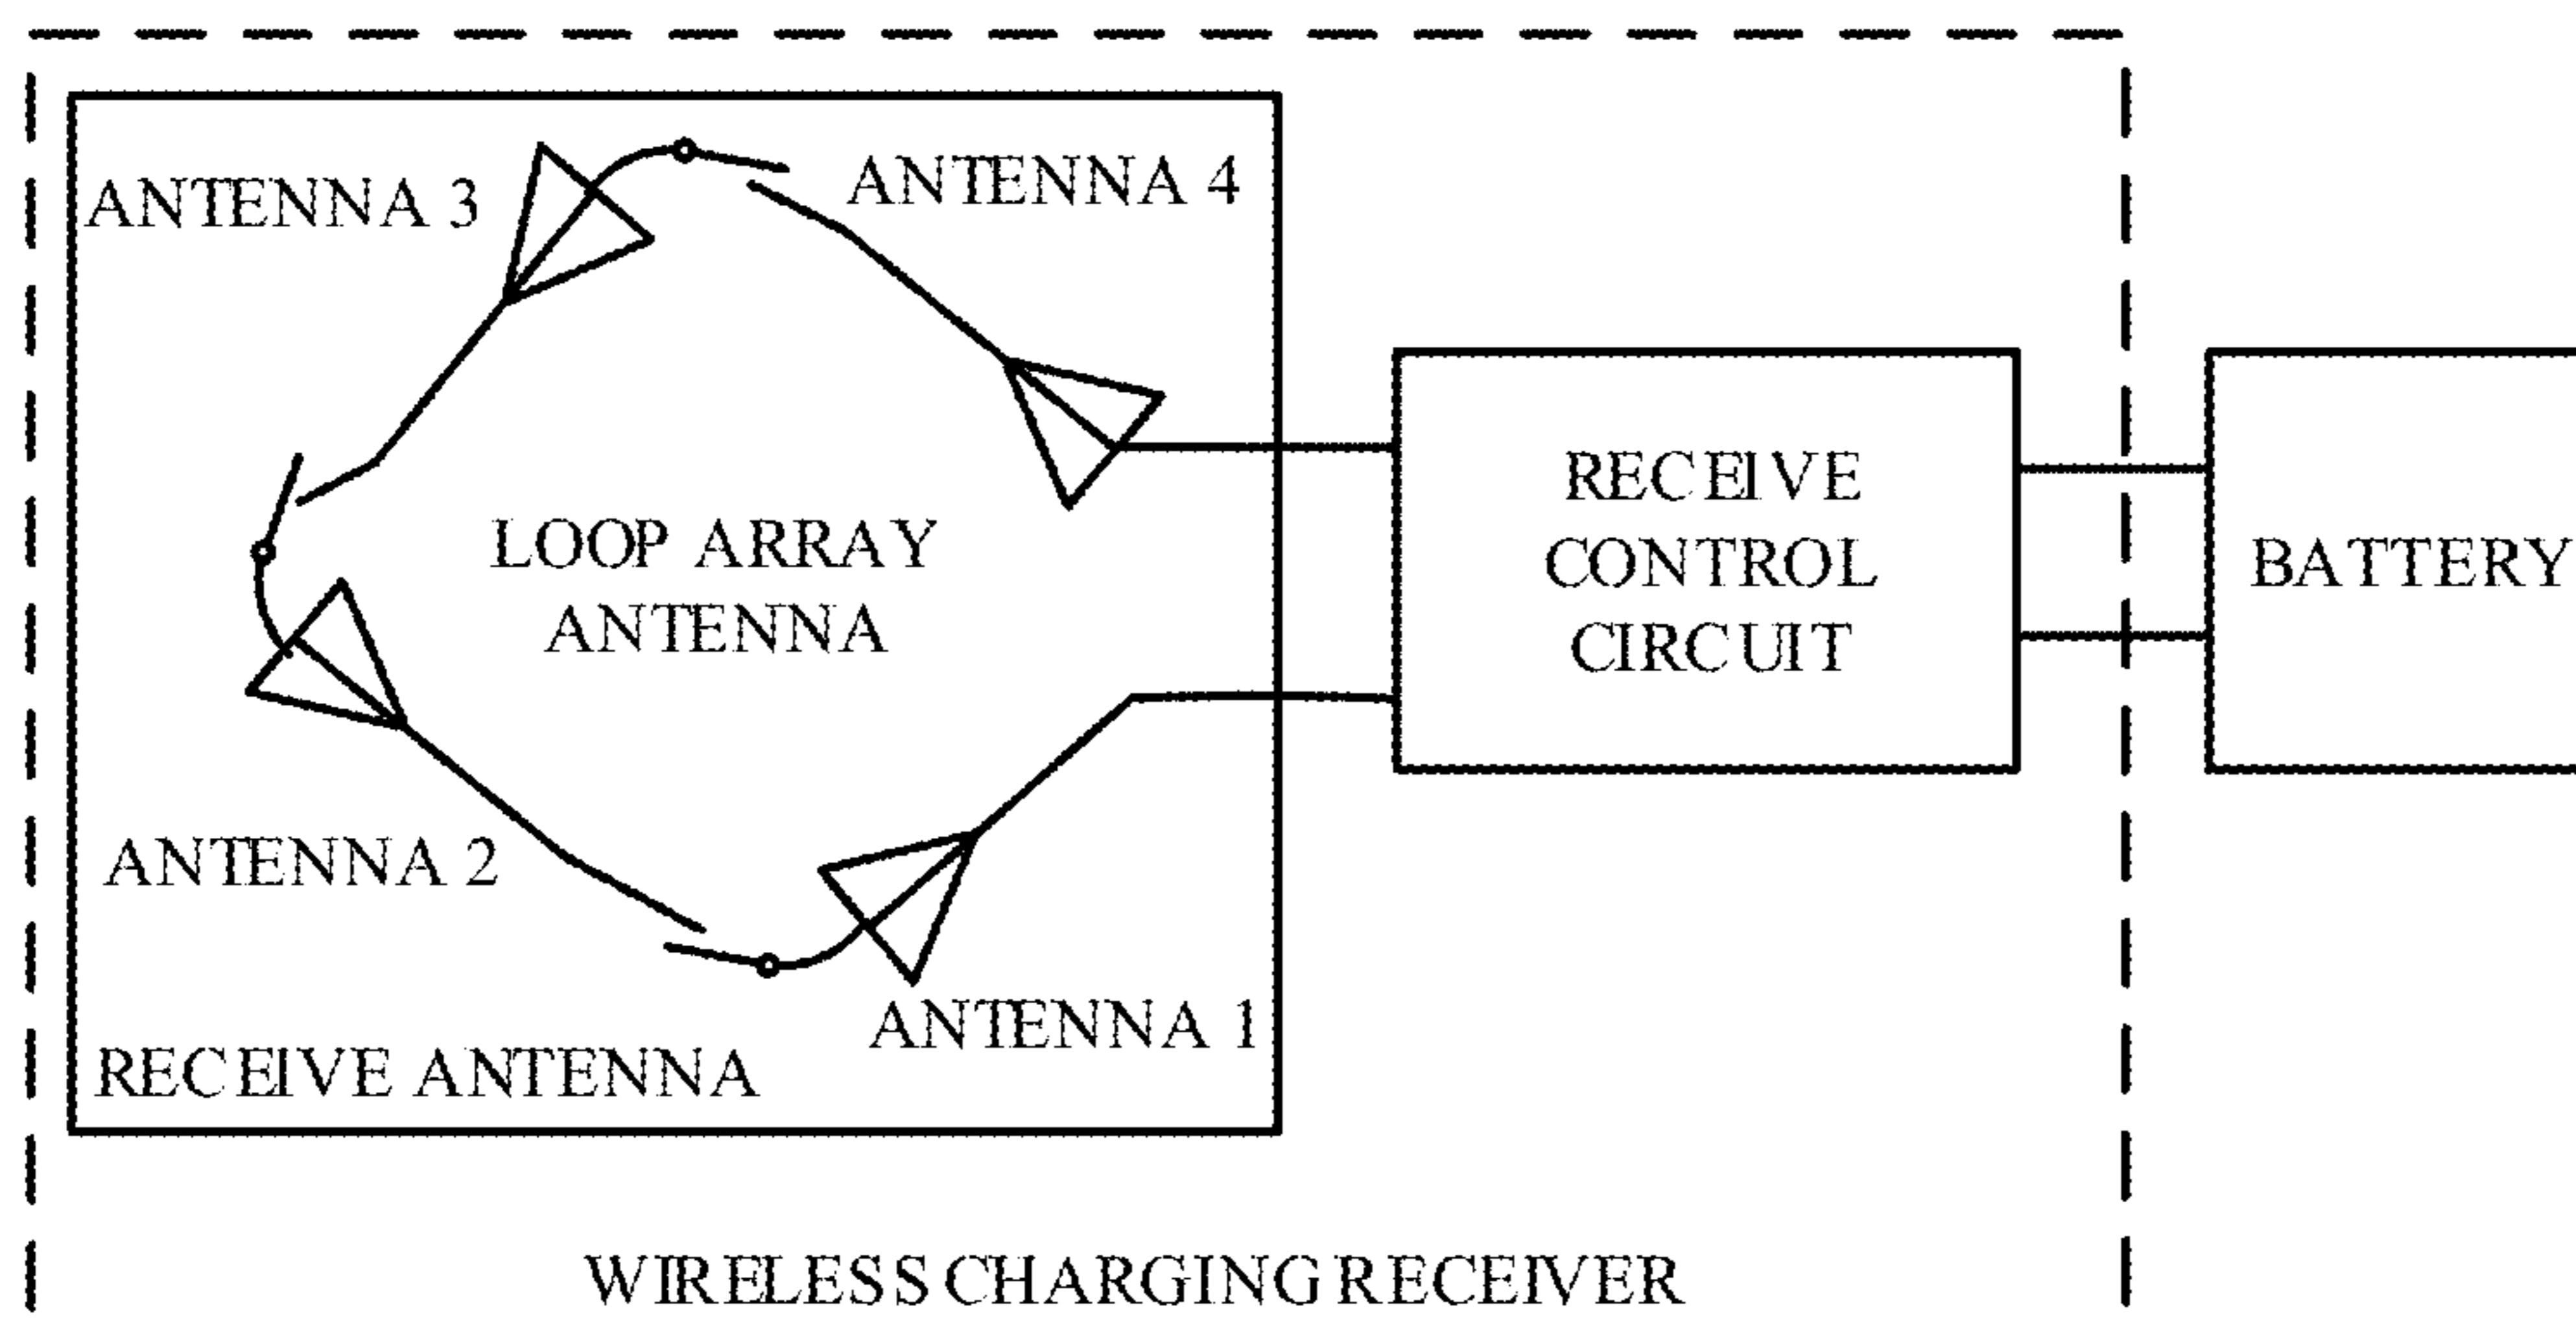 ANTENNA 3
ANTENNA 4
LOOP ARRAY
ANTENNA
RECEIVE
CONTROL
CIRCUIT
BATTERY
ANTENNA 2
ANTENNA 1
RECEIVE ANTENNA
WIRELESS CHARGING RECEIVER